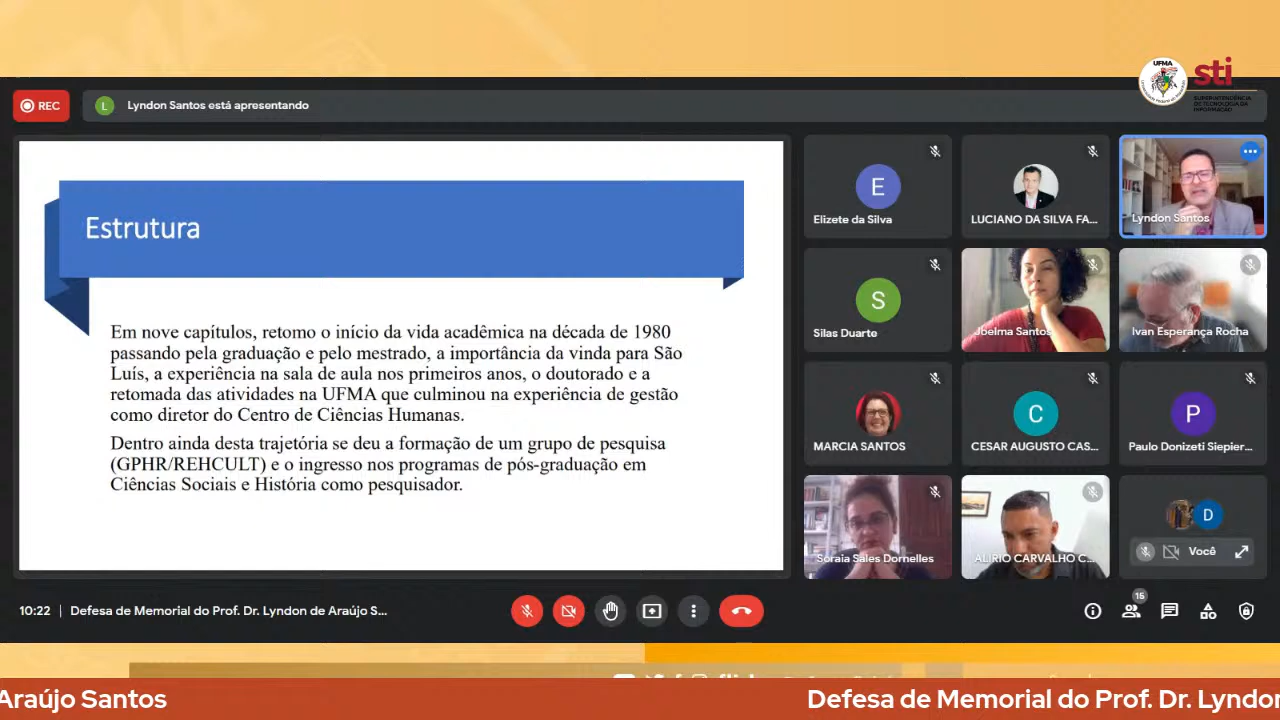 UFMA
sti
SUPERINTENDÊNCIA
DE TECNOLOGIA DA
INFORMAÇÃO
REC
L
Lyndon Santos está apresentando
Estrutura
Em nove capítulos, retomo o início da vida acadêmica na década de 1980
passando pela graduação e pelo mestrado, a importância da vinda para São
Luís, a experiência na sala de aula nos primeiros anos, o doutorado e a
retomada das atividades na UFMA que culminou na experiência de gestão
como diretor do Centro de Ciências Humanas.
Dentro ainda desta trajetória se deu a formação de um grupo de pesquisa
(GPHR/REHCULT) e o ingresso nos programas de pós-graduação em
Ciências Sociais e História como pesquisador.
E
Elizete da Silva
LUCIANO DA SILVA FA...
Lyndon Santos
S
Silas Duarte
Joelma Santos
Ivan Esperança Rocha
MARCIA SANTOS
C
CESAR AUGUSTO CAS...
P
Paulo Donizeti Siepier...
Soraia Sales Dornelles
ALIRIO CARVALHO C...
D
Você
10:22 | Defesa de Memorial do Prof. Dr. Lyndon de Araújo S...
15
Araújo Santos
Defesa de Memorial do Prof. Dr. Lyndon